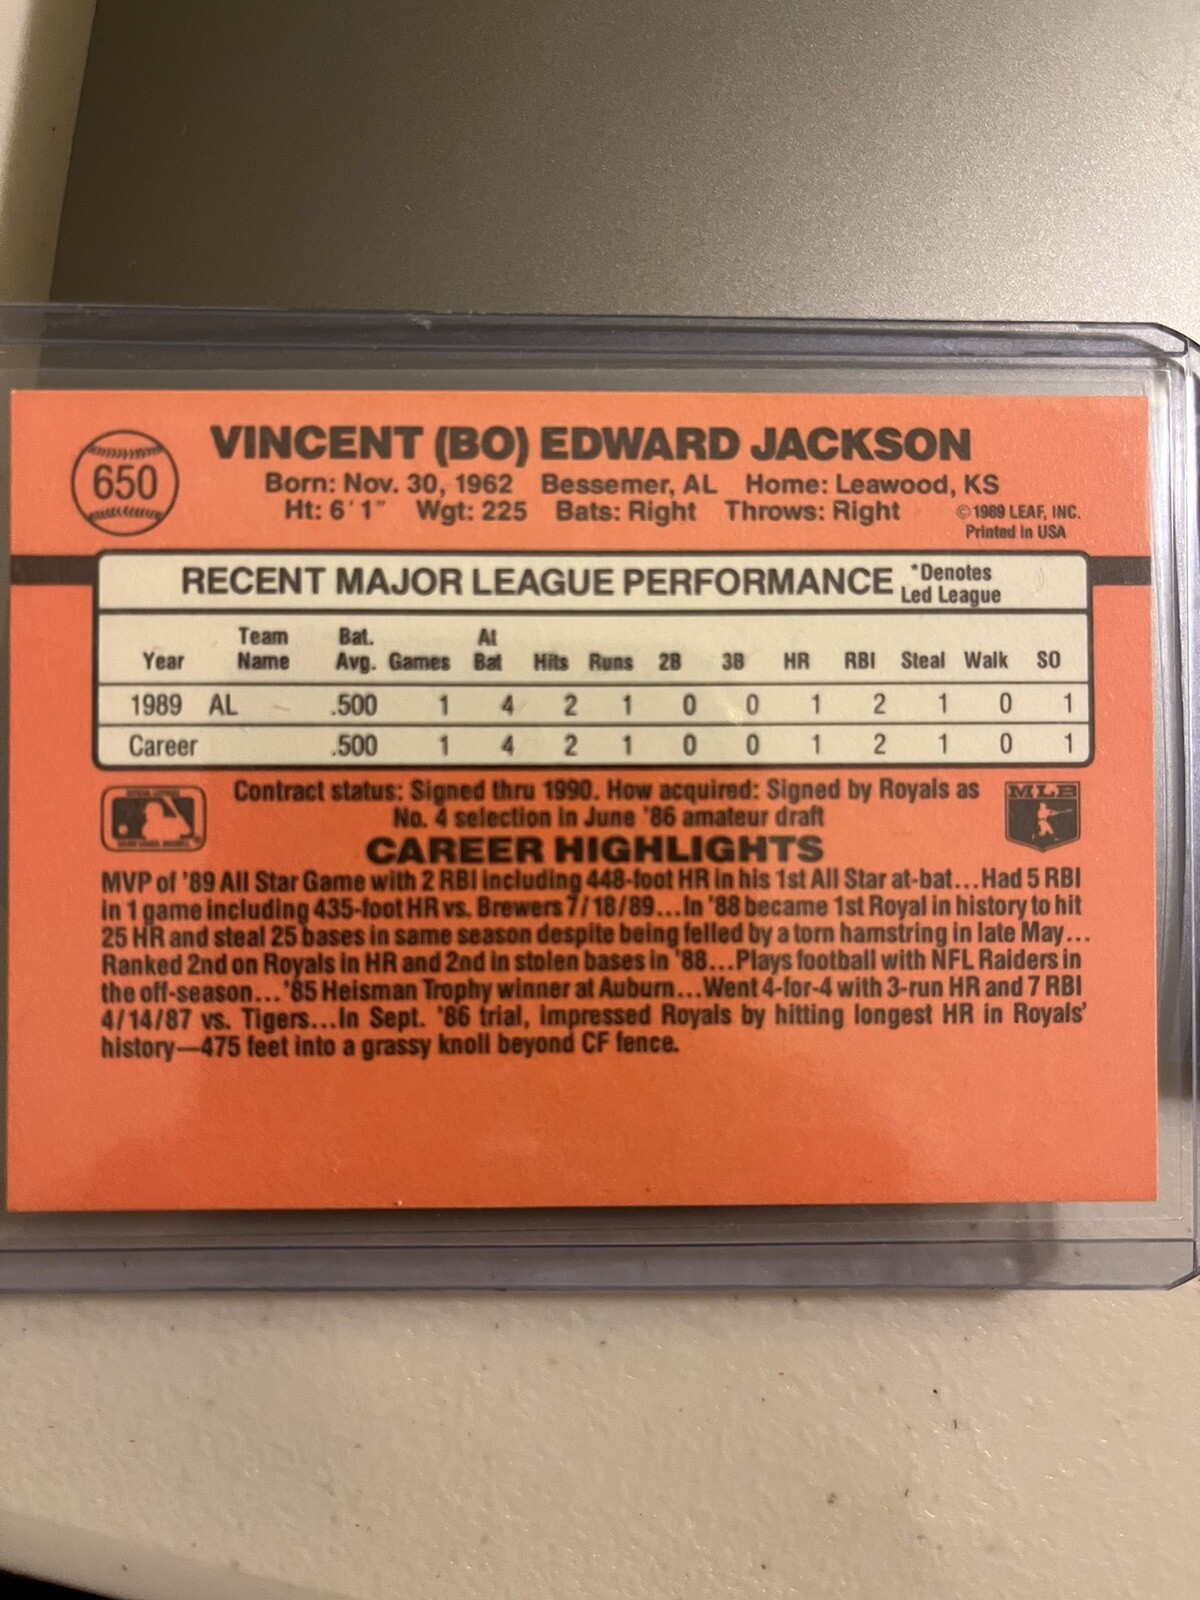 650
VINCENT (BO) EDWARD JACKSON
Born: Nov. 30, 1962 Bessemer, AL Home: Leawood, KS
Ht: 6'1" Wgt: 225 Bats: Right Throws: Right
©1989 LEAF, INC.
Printed in USA
RECENT MAJOR LEAGUE PERFORMANCE *Denotes
Led League
Year Team Name Bat. Avg. Games At Bat Hits Runs 2B 3B HR RBI Steal Walk SO
1989 AL .500 1 4 2 1 0 0 1 2 1 0 1
Career .500 1 4 2 1 0 0 1 2 1 0 1
Contract status: Signed thru 1990. How acquired: Signed by Royals as
No. 4 selection in June '86 amateur draft
MLB
CAREER HIGHLIGHTS
MVP of '89 All Star Game with 2 RBI including 448-foot HR in his 1st All Star at-bat...Had 5 RBI
in 1 game including 435-foot HR vs. Brewers 7/18/89...In '88 became 1st Royal in history to hit
25 HR and steal 25 bases in same season despite being felled by a torn hamstring in late May...
Ranked 2nd on Royals in HR and 2nd in stolen bases in '88...Plays football with NFL Raiders in
the off-season...'85 Heisman Trophy winner at Auburn...Went 4-for-4 with 3-run HR and 7 RBI
4/14/87 vs. Tigers...In Sept. '86 trial, impressed Royals by hitting longest HR in Royals'
history—475 feet into a grassy knoll beyond CF fence.